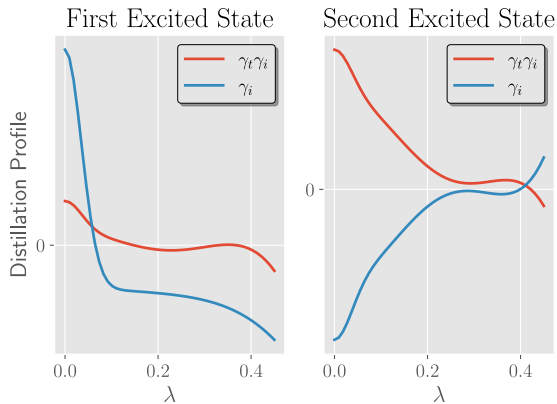 First Excited State
Second Excited State
Distillation Profile
γₜγᵢ
γᵢ
γₜγᵢ
γᵢ
0
0
0.0 0.2 0.4
0.0 0.2 0.4
λ
λ